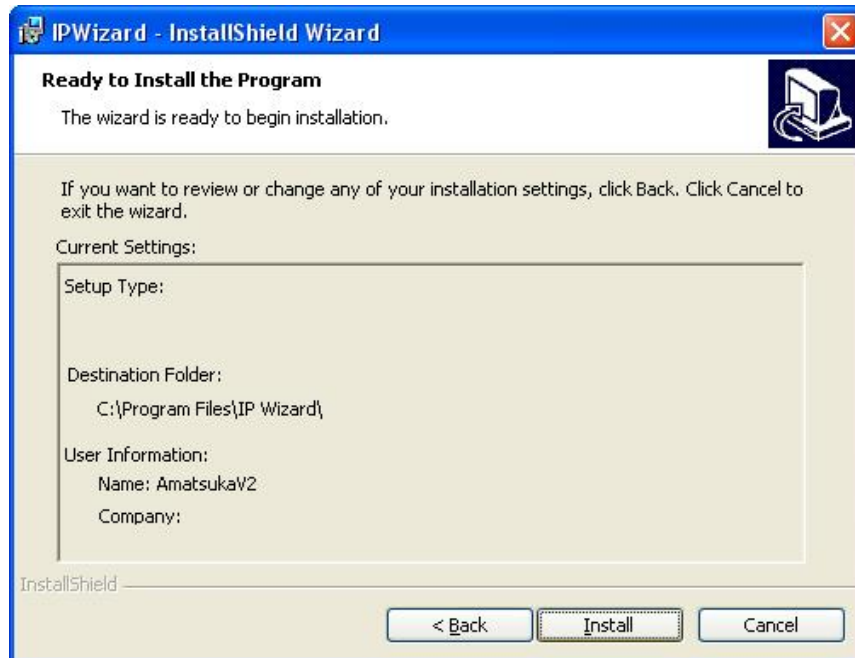 IPWizard - InstallShield Wizard
Ready to Install the Program
The wizard is ready to begin installation.
If you want to review or change any of your installation settings, click Back. Click Cancel to
exit the wizard.
Current Settings:
Setup Type:
Destination Folder:
C:\Program Files\IP Wizard\
User Information:
Name: AmatsukaV2
Company:
InstallShield
< Back Install Cancel